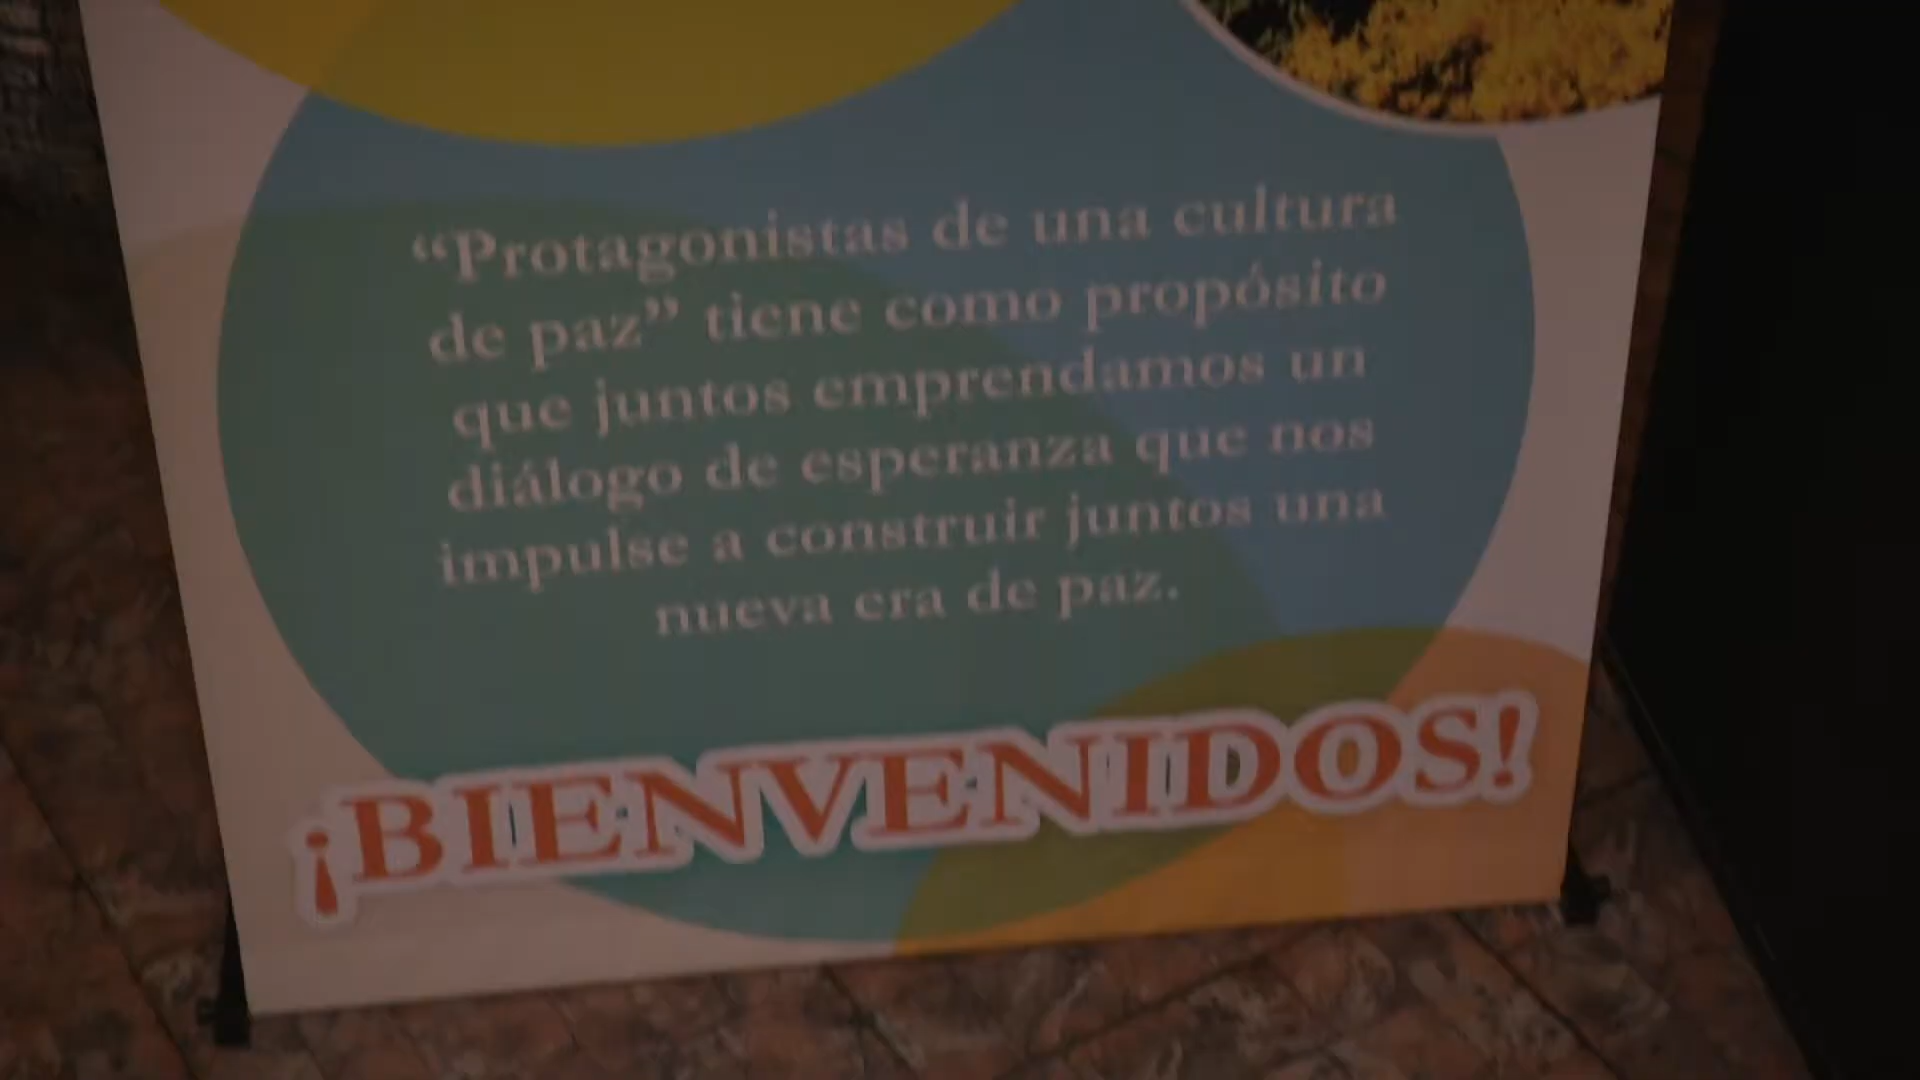 “Protagonistas de una cultura
de paz” tiene como propósito
que juntos emprendamos un
diálogo de esperanza que nos
impulse a construir juntos una
nueva era de paz.
¡BIENVENIDOS!